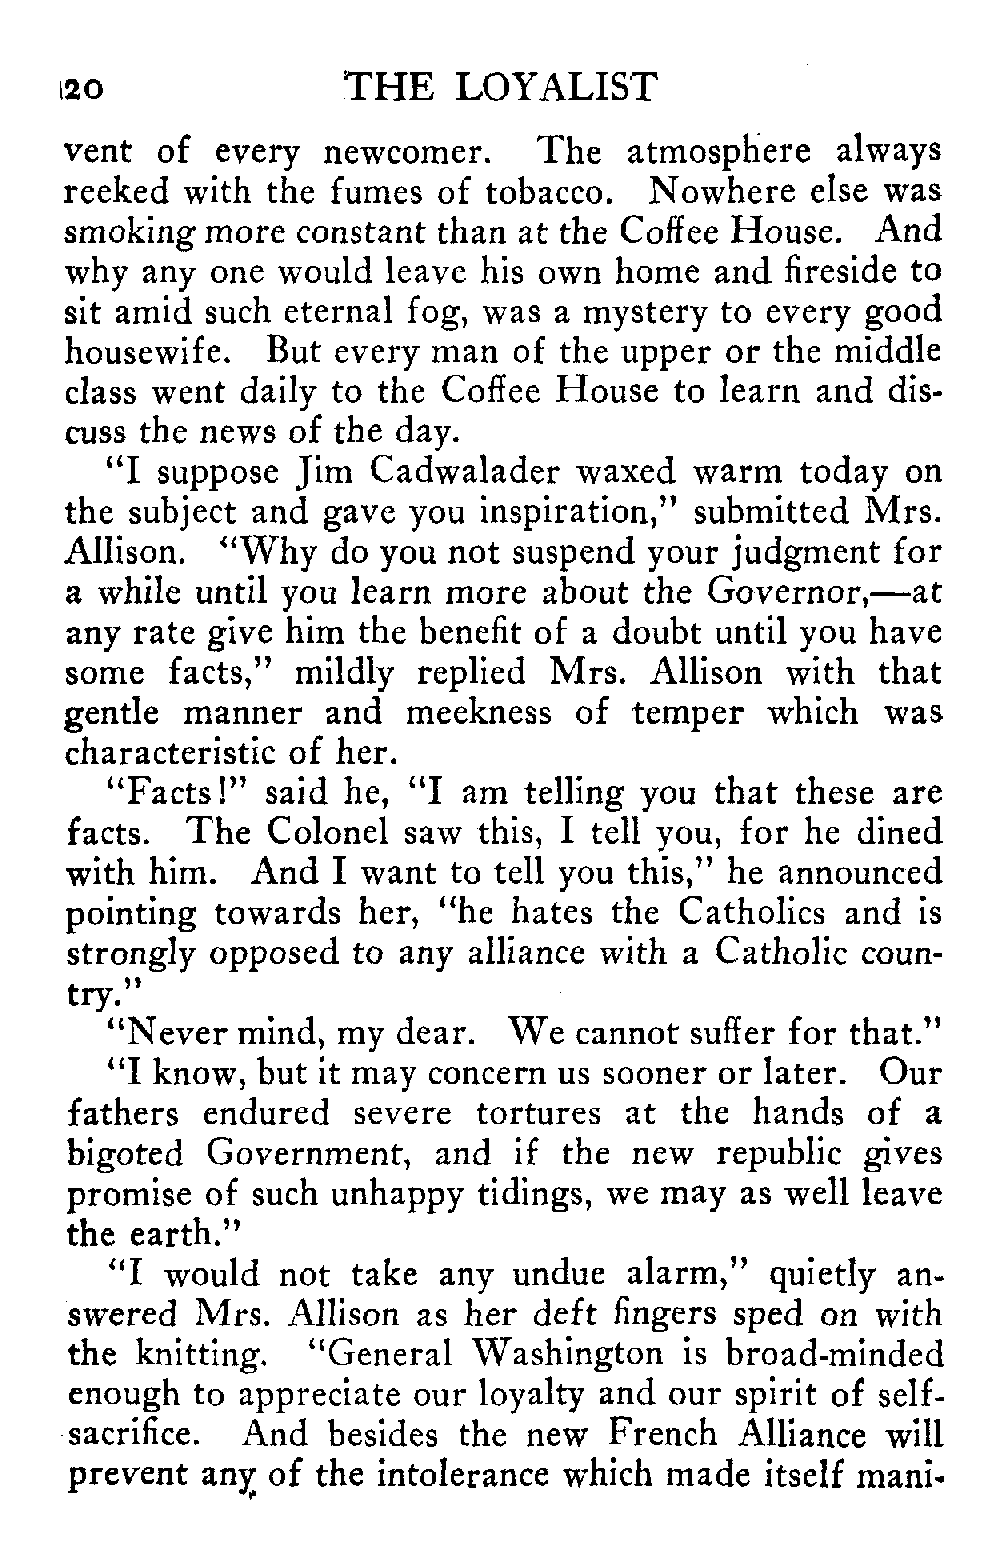 120 THE LOYALIST
vent of every newcomer. The atmosphere always
reeked with the fumes of tobacco. Nowhere else was
smoking more constant than at the Coffee House. And
why any one would leave his own home and fireside to
sit amid such eternal fog, was a mystery to every good
housewife. But every man of the upper or the middle
class went daily to the Coffee House to learn and dis-
cuss the news of the day.
"I suppose Jim Cadwalader waxed warm today on
the subject and gave you inspiration," submitted Mrs.
Allison. "Why do you not suspend your judgment for
a while until you learn more about the Governor,—at
any rate give him the benefit of a doubt until you have
some facts," mildly replied Mrs. Allison with that
gentle manner and meekness of temper which was
characteristic of her.
"Facts!" said he, "I am telling you that these are
facts. The Colonel saw this, I tell you, for he dined
with him. And I want to tell you this," he announced
pointing towards her, "he hates the Catholics and is
strongly opposed to any alliance with a Catholic coun-
try."
"Never mind, my dear. We cannot suffer for that."
"I know, but it may concern us sooner or later. Our
fathers endured severe tortures at the hands of a
bigoted Government, and if the new republic gives
promise of such unhappy tidings, we may as well leave
the earth."
"I would not take any undue alarm," quietly an-
swered Mrs. Allison as her deft fingers sped on with
the knitting. "General Washington is broad-minded
enough to appreciate our loyalty and our spirit of self-
sacrifice. And besides the new French Alliance will
prevent any of the intolerance which made itself mani-